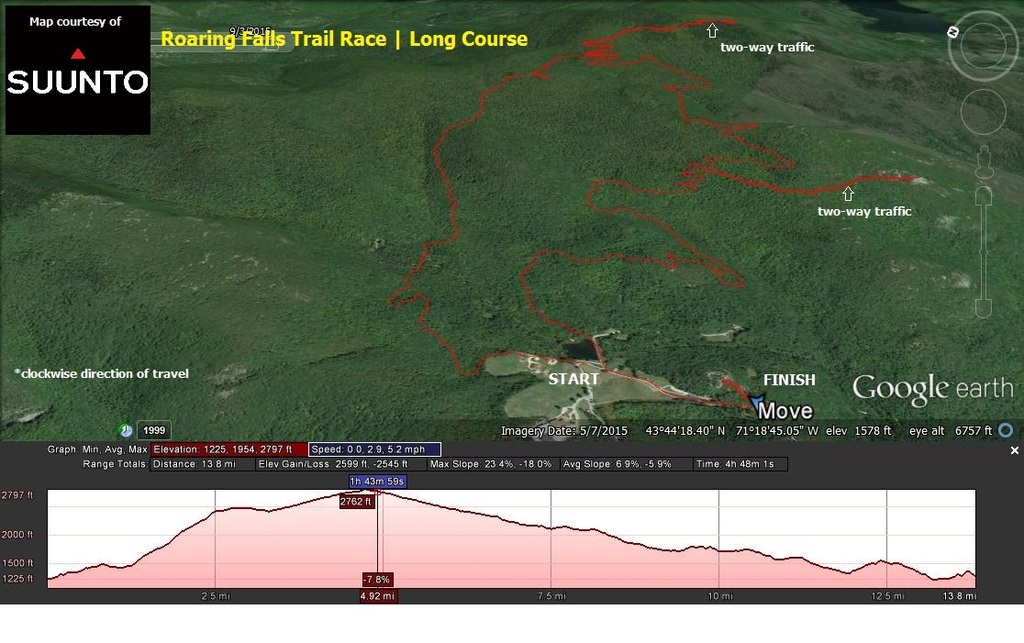 Map courtesy of
SUUNTO
9/3/2015
Roaring Falls Trail Race | Long Course
N
two-way traffic
two-way traffic
*clockwise direction of travel
START
FINISH
Move
Google earth
1999
Imagery Date: 5/7/2015 43°44'18.40" N 71°18'45.05" W elev 1578 ft eye alt 6757 ft
Graph: Min, Avg, Max Elevation: 1225, 1954, 2797 ft Speed: 0.0, 2.9, 5.2 mph
Range Totals: Distance: 13.8 mi Elev Gain/Loss: 2599 ft, -2545 ft Max Slope: 23.4%, -18.0% Avg Slope: 6.9%, -5.9% Time: 4h 48m 1s
1h 43m 59s
2797 ft
2762 ft
2000 ft
1500 ft
1225 ft
-7.8%
2.5 mi 4.92 mi 7.5 mi 10 mi 12.5 mi 13.8 mi